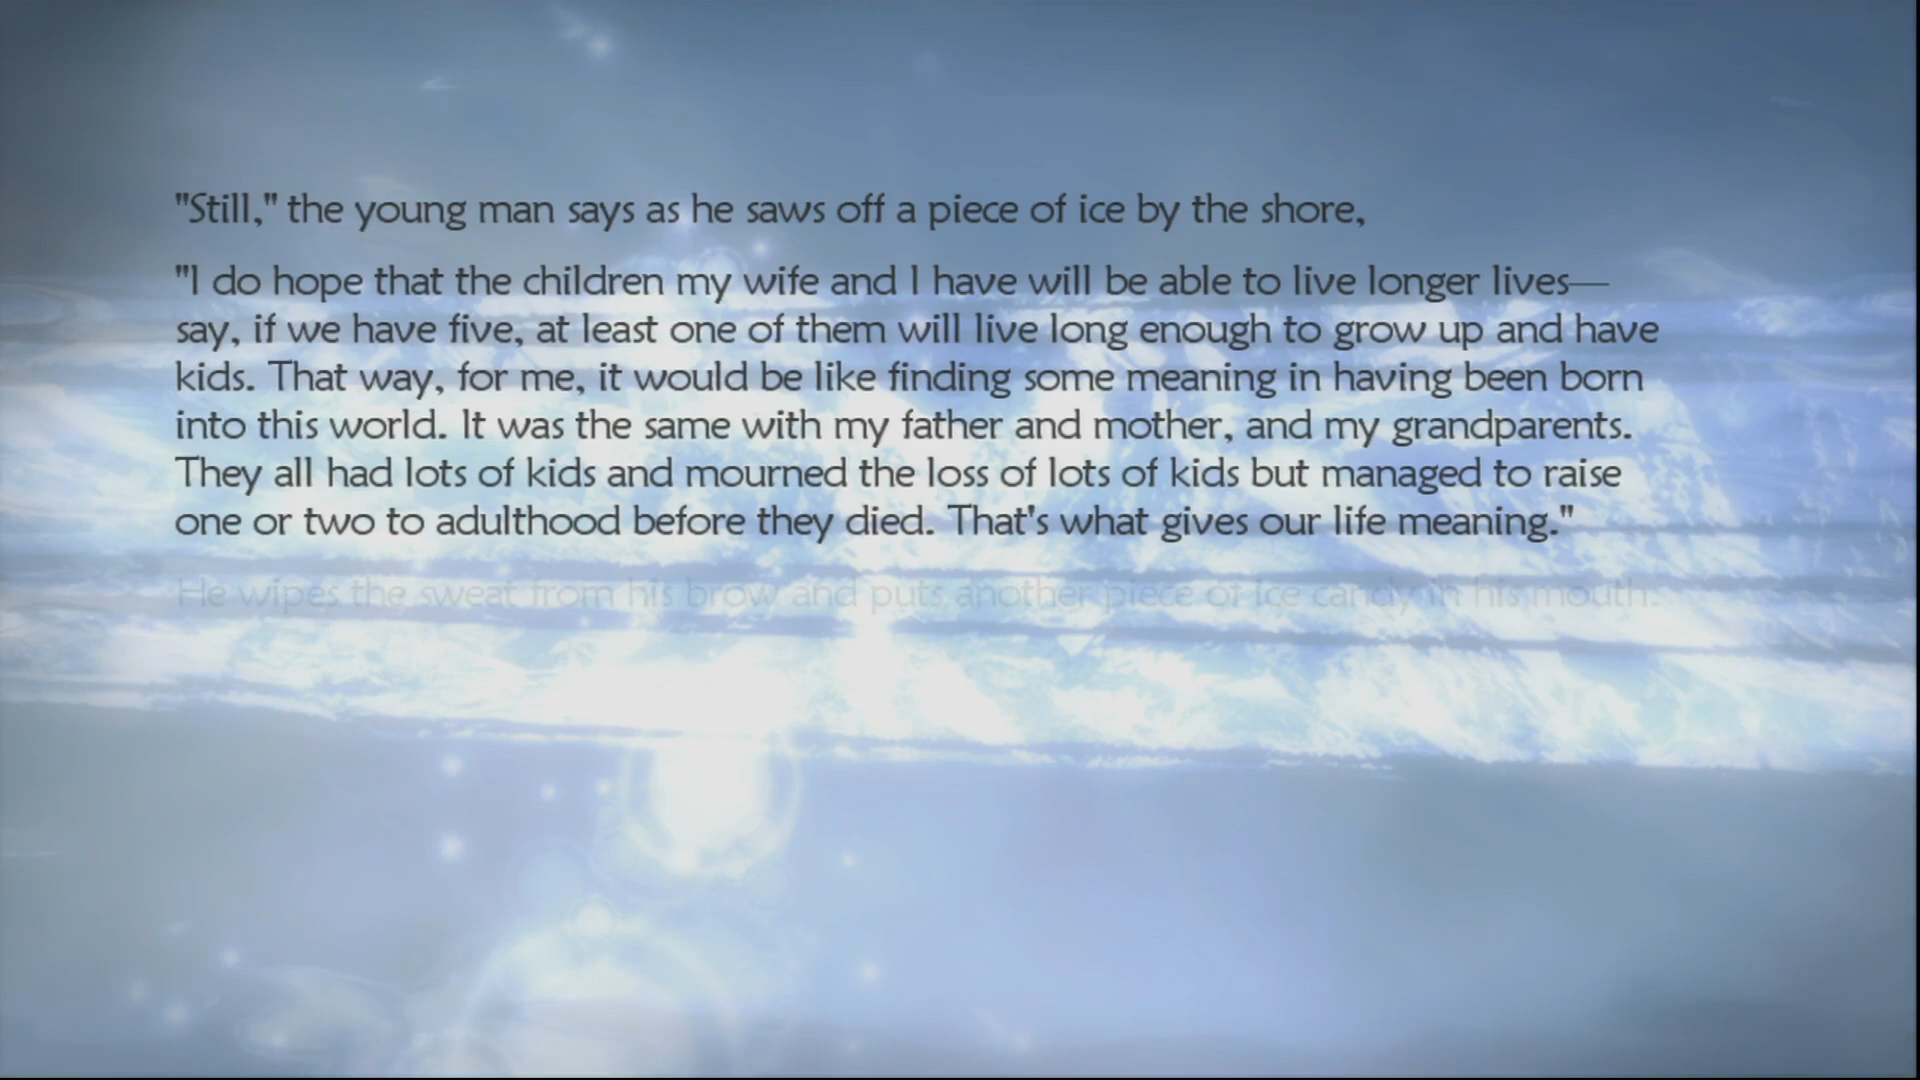 "Still," the young man says as he saws off a piece of ice by the shore,
"I do hope that the children my wife and I have will be able to live longer lives—
say, if we have five, at least one of them will live long enough to grow up and have
kids. That way, for me, it would be like finding some meaning in having been born
into this world. It was the same with my father and mother, and my grandparents.
They all had lots of kids and mourned the loss of lots of kids but managed to raise
one or two to adulthood before they died. That's what gives our life meaning."
He wipes the sweat from his brow and puts another piece of ice candy in his mouth.